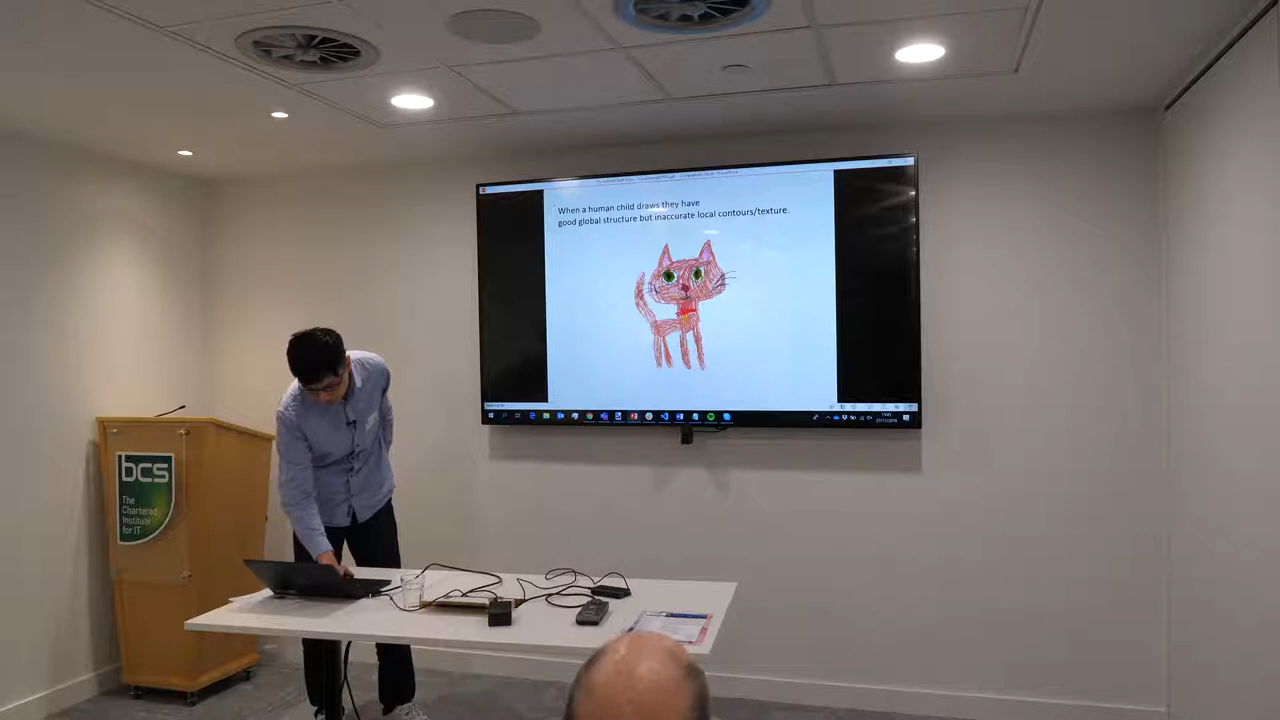 When a human child draws they have
good global structure but inaccurate local contours/texture.
bcs
The
Chartered
Institute
for IT